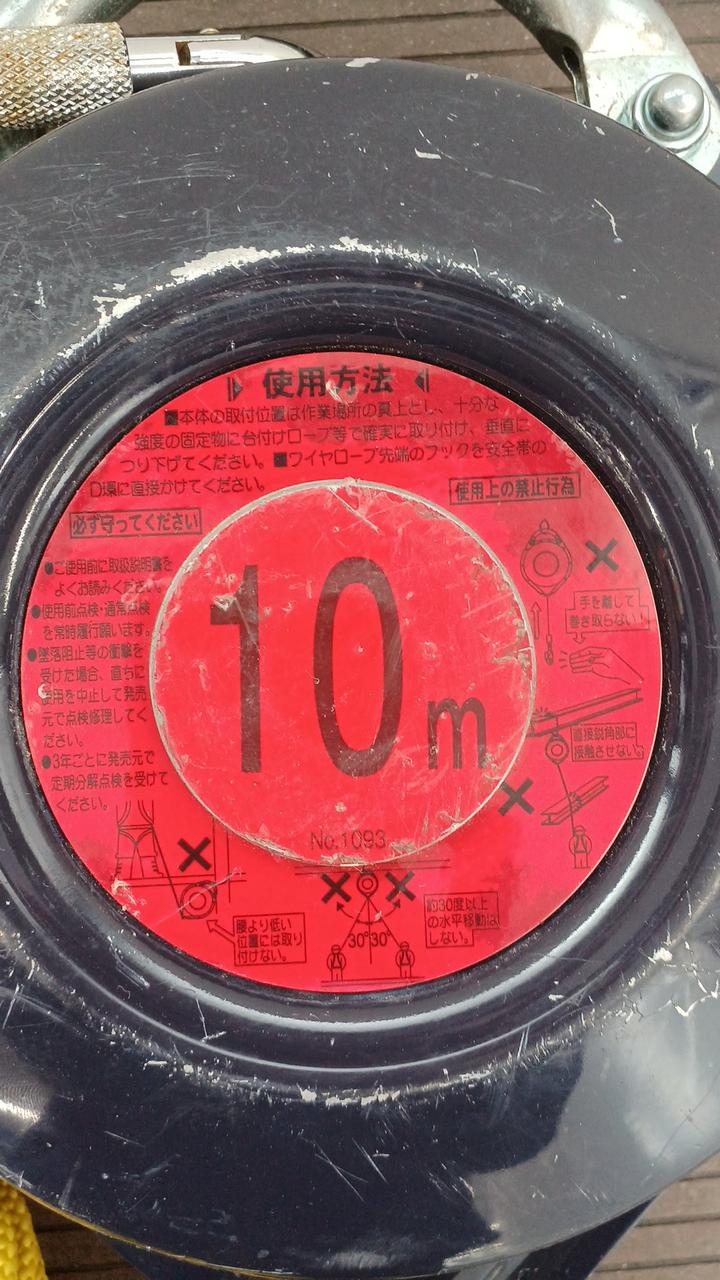 使用方法
■本体の取付位置は作業場所の真上とし、十分な
強度の固定物に台付けロープ等で確実に取り付け、垂直に
つり下げてください。■ワイヤロープ先端のフックを安全帯の
D環に直接かけてください。
使用上の禁止行為
必ず守ってください
●ご使用前に取扱説明書を
よくお読みください。
●使用前点検・通常点検
を常時履行願います。
●墜落阻止等の衝撃を
受けた場合、直ちに
使用を中止して発売
元で点検修理してく
ださい。
●3年ごとに発売元で
定期分解点検を受けて
ください。
10m
No.1093
手を離して
巻き取らない!
直接鋭角部に
接触させない。
腰より低い
位置には取り
付けない。
30°30°
約30度以上
の水平移動は
しない。